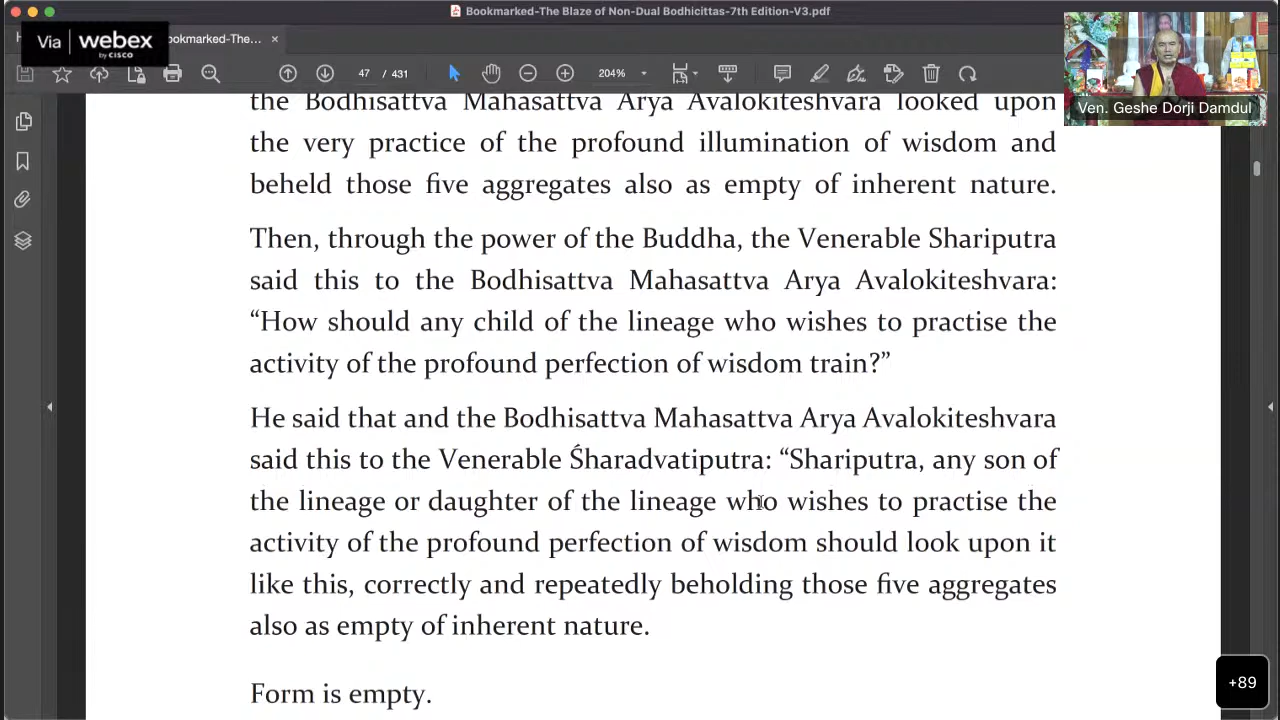 Bookmarked-The Blaze of Non-Dual Bodhicittas-7th Edition-V3.pdf
Via webex
by CISCO
ookmarked-The...
47 / 431
204%
Ven. Geshe Dorji Damdul
the Bodhisattva Mahasattva Arya Avalokiteshvara looked upon
the very practice of the profound illumination of wisdom and
beheld those five aggregates also as empty of inherent nature.
Then, through the power of the Buddha, the Venerable Shariputra
said this to the Bodhisattva Mahasattva Arya Avalokiteshvara:
“How should any child of the lineage who wishes to practise the
activity of the profound perfection of wisdom train?”
He said that and the Bodhisattva Mahasattva Arya Avalokiteshvara
said this to the Venerable Śharadvatiputra: “Shariputra, any son of
the lineage or daughter of the lineage who wishes to practise the
activity of the profound perfection of wisdom should look upon it
like this, correctly and repeatedly beholding those five aggregates
also as empty of inherent nature.
Form is empty.
+89